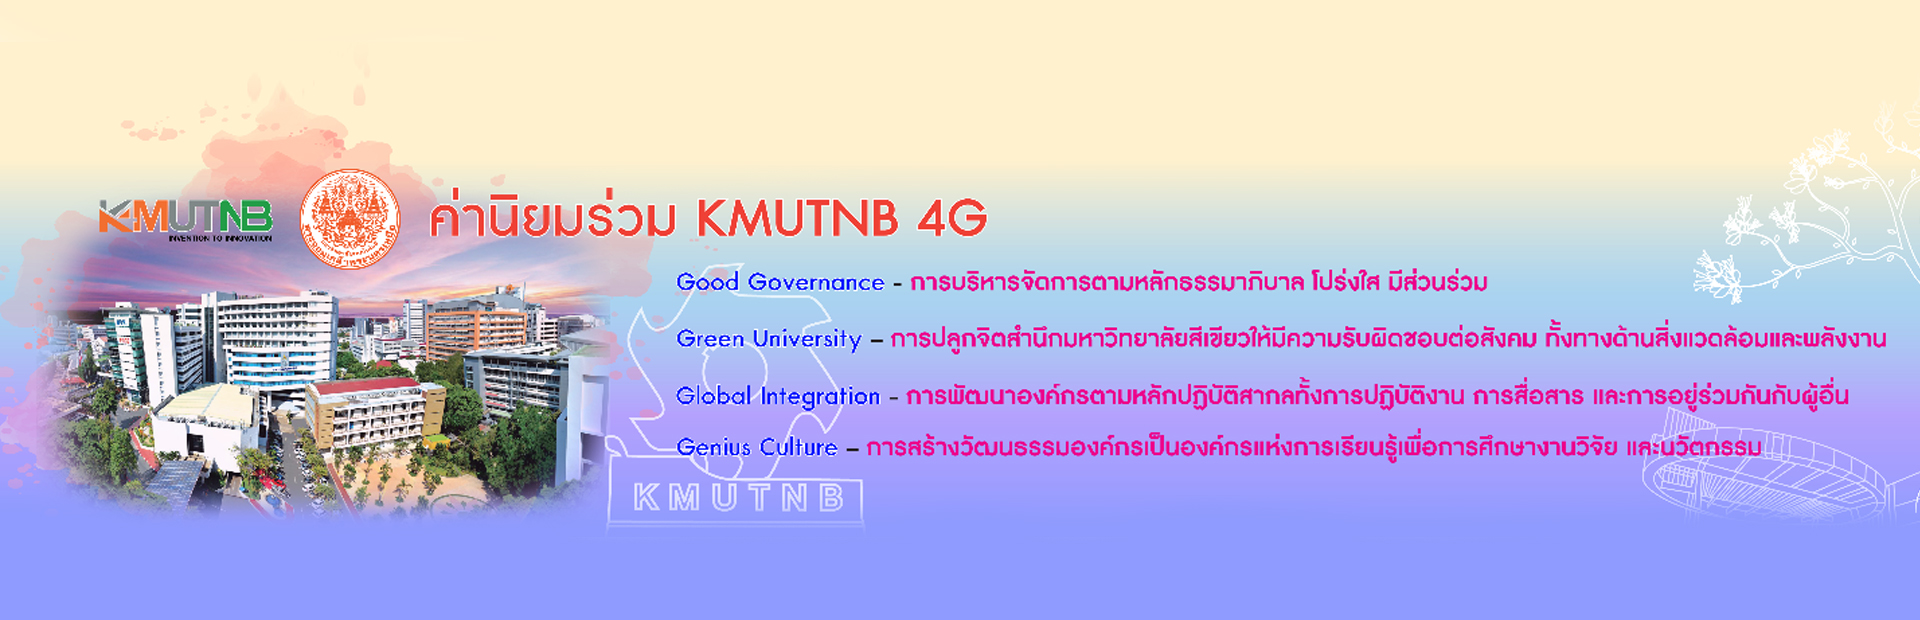 KMUTNB
INVENTION TO INNOVATION
ค่านิยมร่วม KMUTNB 4G
Good Governance - การบริหารจัดการตามหลักธรรมาภิบาล โปร่งใส มีส่วนร่วม
Green University – การปลูกจิตสำนึกมหาวิทยาลัยสีเขียวให้มีความรับผิดชอบต่อสังคม ทั้งทางด้านสิ่งแวดล้อมและพลังงาน
Global Integration - การพัฒนาองค์กรตามหลักปฏิบัติสากลทั้งการปฏิบัติงาน การสื่อสาร และการอยู่ร่วมกันกับผู้อื่น
Genius Culture – การสร้างวัฒนธรรมองค์กรเป็นองค์กรแห่งการเรียนรู้เพื่อการศึกษางานวิจัย และนวัตกรรม
KMUTNB